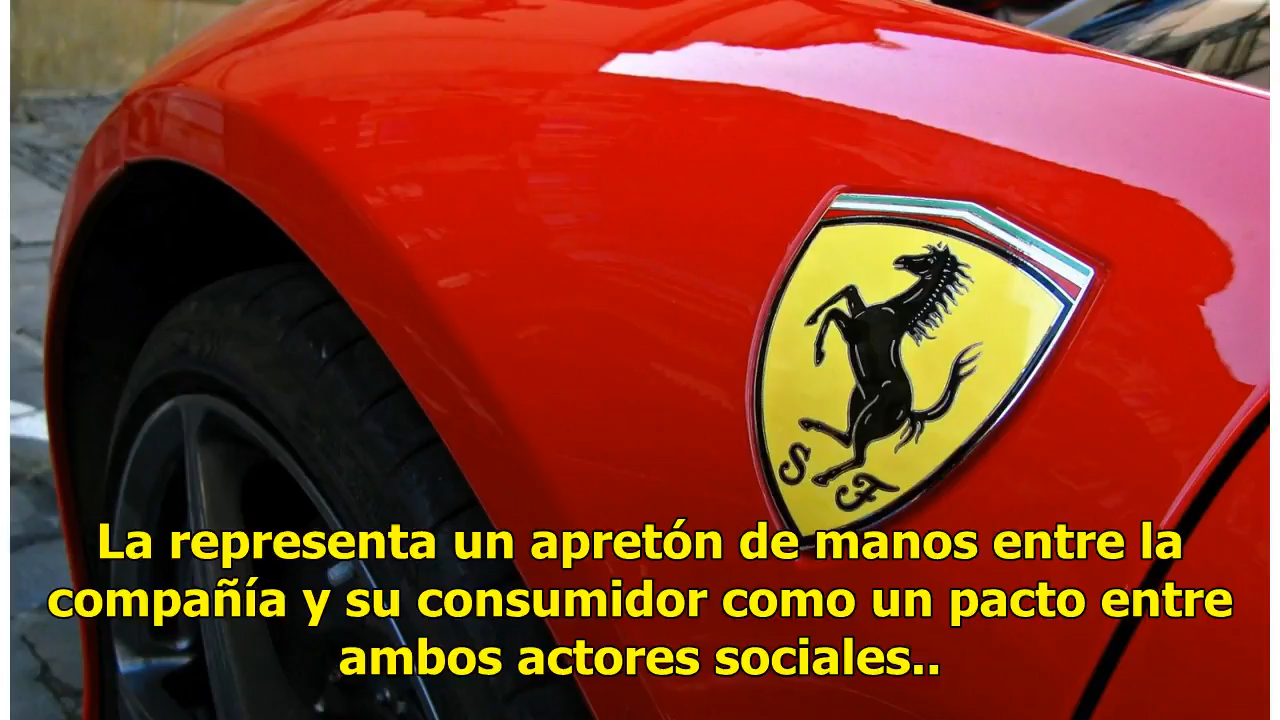 S F
La representa un apretón de manos entre la
compañía y su consumidor como un pacto entre
ambos actores sociales..